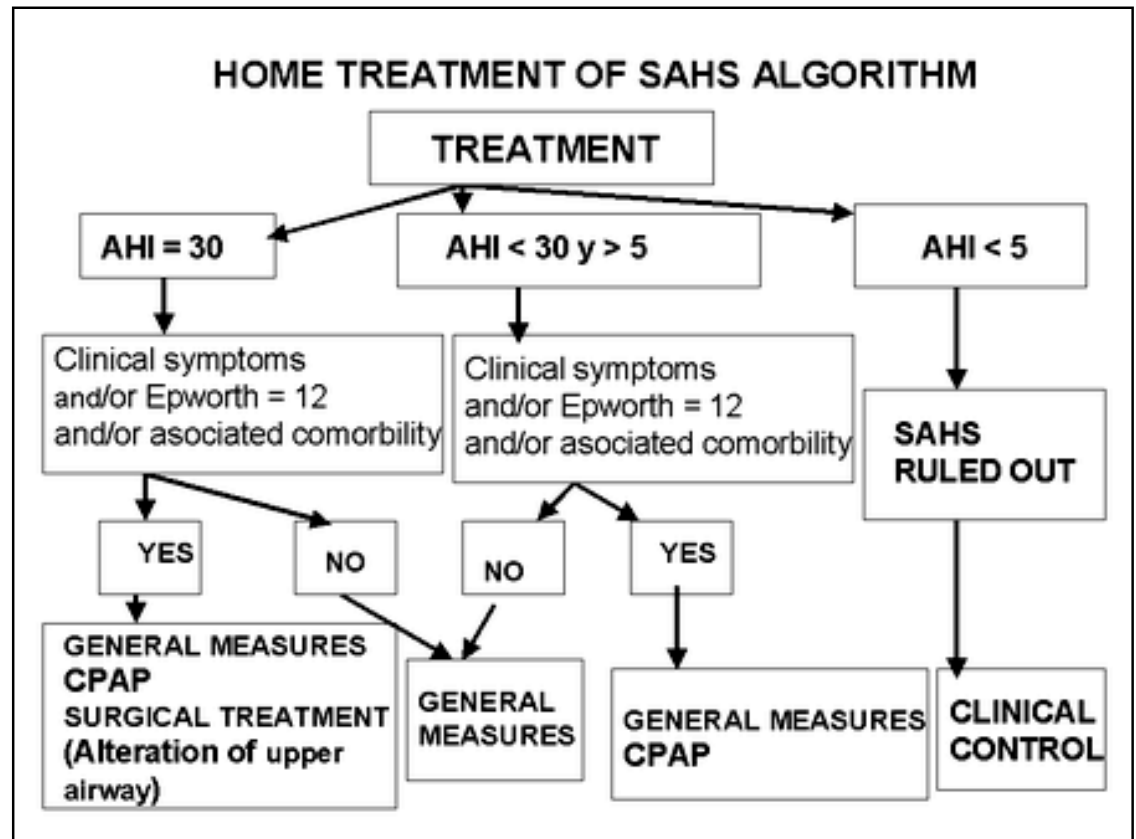 HOME TREATMENT OF SAHS ALGORITHM
TREATMENT
AHI = 30
AHI < 30 y > 5
AHI < 5
Clinical symptoms
and/or Epworth = 12
and/or asociated comorbility
Clinical symptoms
and/or Epworth = 12
and/or asociated comorbility
SAHS
RULED OUT
YES
NO
NO
YES
GENERAL MEASURES
CPAP
SURGICAL TREATMENT
(Alteration of upper
airway)
GENERAL
MEASURES
GENERAL MEASURES
CPAP
CLINICAL
CONTROL